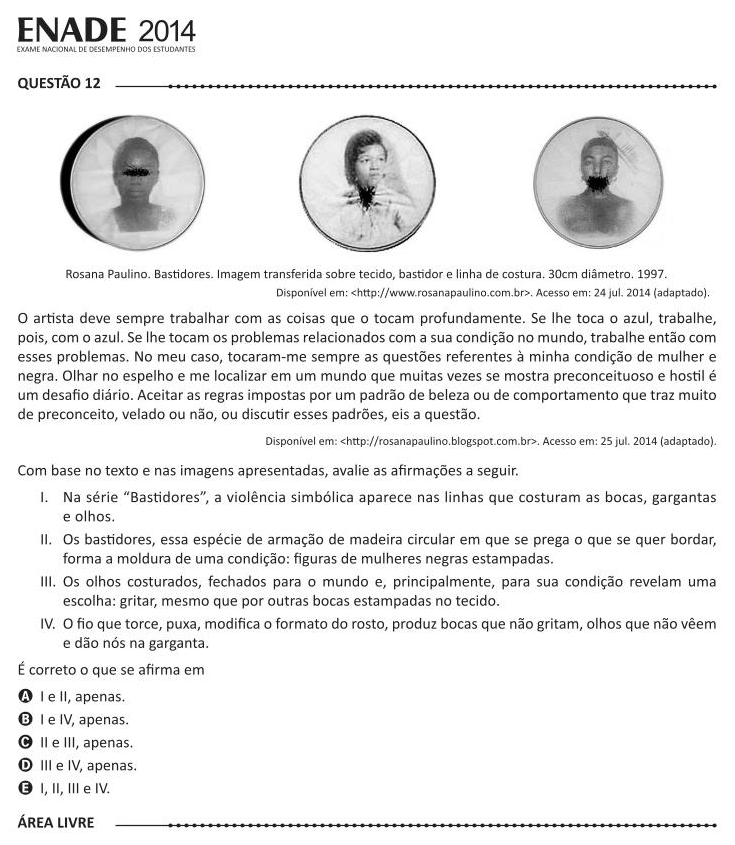 ENADE 2014
EXAME NACIONAL DE DESEMPENHO DOS ESTUDANTES
QUESTÃO 12
Rosana Paulino. Bastidores. Imagem transferida sobre tecido, bastidor e linha de costura. 30cm diâmetro. 1997.
Disponível em: <http://www.rosanapaulino.com.br>. Acesso em: 24 jul. 2014 (adaptado).
O artista deve sempre trabalhar com as coisas que o tocam profundamente. Se lhe toca o azul, trabalhe,
pois, com o azul. Se lhe tocam os problemas relacionados com a sua condição no mundo, trabalhe então com
esses problemas. No meu caso, tocaram-me sempre as questões referentes à minha condição de mulher e
negra. Olhar no espelho e me localizar em um mundo que muitas vezes se mostra preconceituoso e hostil é
um desafio diário. Aceitar as regras impostas por um padrão de beleza ou de comportamento que traz muito
de preconceito, velado ou não, ou discutir esses padrões, eis a questão.
Disponível em: <http://rosanapaulino.blogspot.com.br>. Acesso em: 25 jul. 2014 (adaptado).
Com base no texto e nas imagens apresentadas, avalie as afirmações a seguir.
I. Na série “Bastidores”, a violência simbólica aparece nas linhas que costuram as bocas, gargantas
e olhos.
II. Os bastidores, essa espécie de armação de madeira circular em que se prega o que se quer bordar,
forma a moldura de uma condição: figuras de mulheres negras estampadas.
III. Os olhos costurados, fechados para o mundo e, principalmente, para sua condição revelam uma
escolha: gritar, mesmo que por outras bocas estampadas no tecido.
IV. O fio que torce, puxa, modifica o formato do rosto, produz bocas que não gritam, olhos que não vêem
e dão nós na garganta.
É correto o que se afirma em
A I e II, apenas.
B I e IV, apenas.
C II e III, apenas.
D III e IV, apenas.
E I, II, III e IV.
ÁREA LIVRE